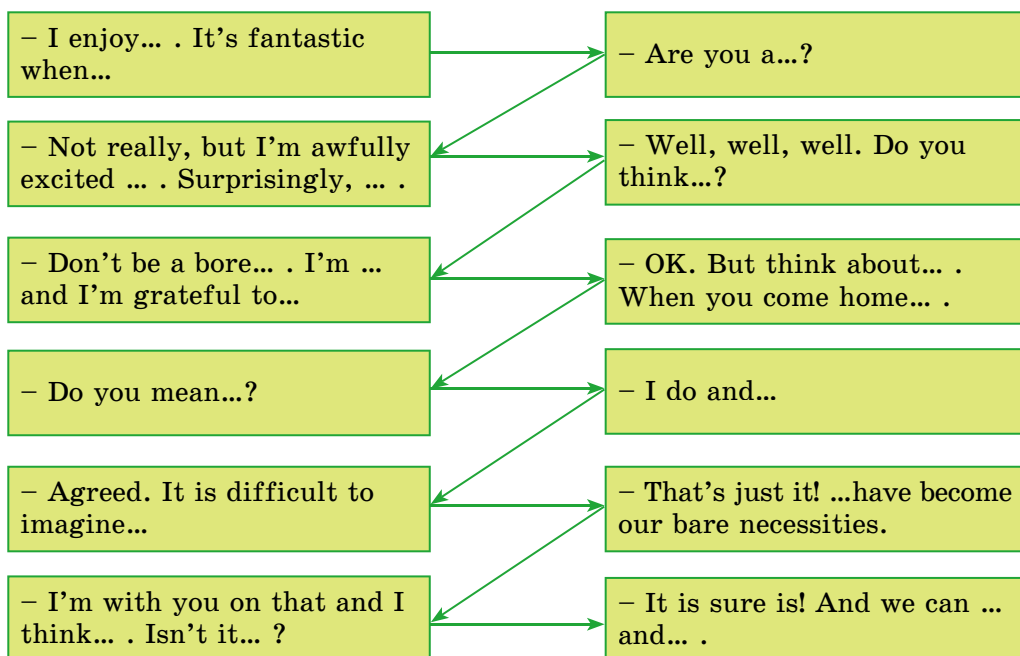 – I enjoy... . It's fantastic
when...
– Are you a...?
– Not really, but I'm awfully
excited ... . Surprisingly, ... .
– Well, well, well. Do you
think...?
– Don't be a bore... . I'm ...
and I'm grateful to...
– OK. But think about... .
When you come home... .
– Do you mean...?
– I do and...
– Agreed. It is difficult to
imagine...
– That's just it! ...have become
our bare necessities.
– I'm with you on that and I
think... . Isn't it... ?
– It is sure is! And we can ...
and... .